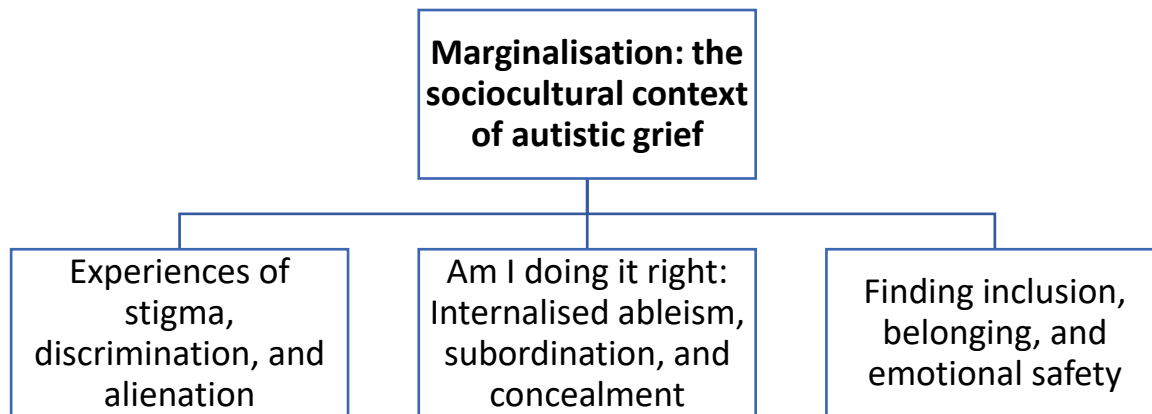 Marginalisation: the
sociocultural context
of autistic grief
Experiences of
stigma,
discrimination, and
alienation
Am I doing it right:
Internalised ableism,
subordination, and
concealment
Finding inclusion,
belonging, and
emotional safety